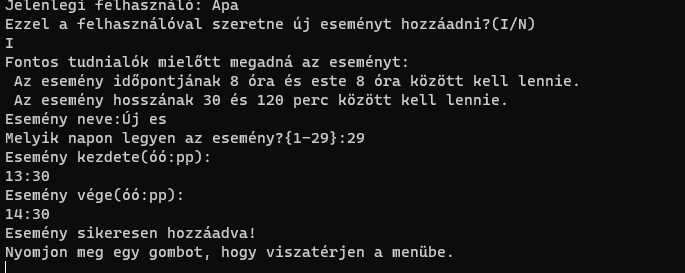 Jelenlegi felhasználó: Apa
Ezzel a felhasználóval szeretne új eseményt hozzáadni?(I/N)
I
Fontos tudnialók mielőtt megadná az eseményt:
Az esemény időpontjának 8 óra és este 8 óra között kell lennie.
Az esemény hosszának 30 és 120 perc között kell lennie.
Esemény neve:Új es
Melyik napon legyen az esemény?{1-29}:29
Esemény kezdete(óó:pp):
13:30
Esemény vége(óó:pp):
14:30
Esemény sikeresen hozzáadva!
Nyomjon meg egy gombot, hogy viszatérjen a menübe.